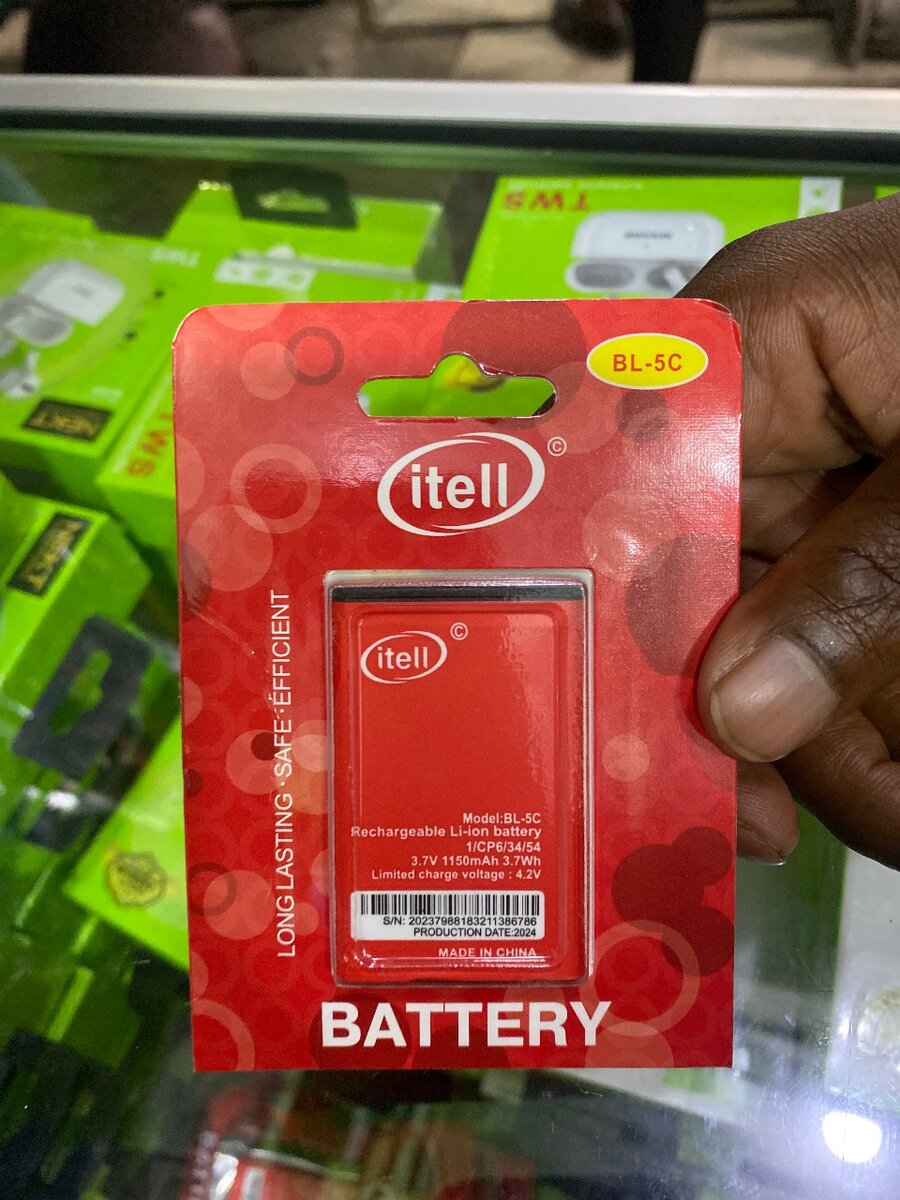 TWS
BL-5C
itell©
LONG LASTING · SAFE · EFFICIENT
itell©
Model:BL-5C
Rechargeable Li-ion battery
1/CP6/34/54
3.7V 1150mAh 3.7Wh
Limited charge voltage : 4.2V
S/N: 20237988183211386786
PRODUCTION DATE:2024
MADE IN CHINA
BATTERY
TWS
TWS